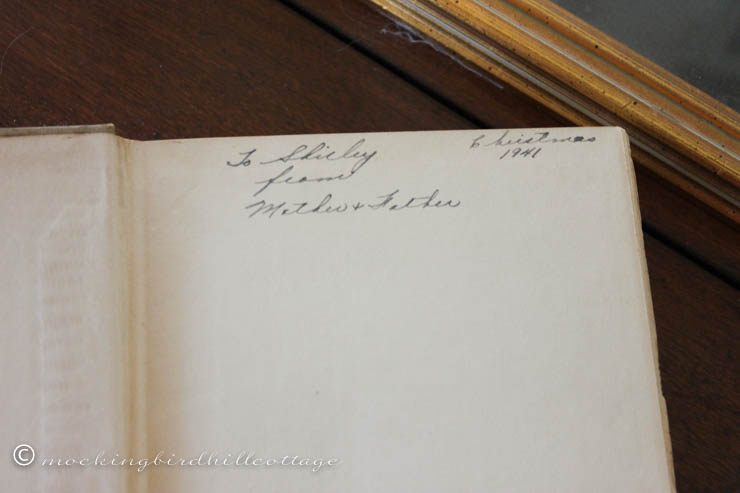 To Shirley
from
Mother & Father
Christmas
1941
© mockingbirdhillcottage